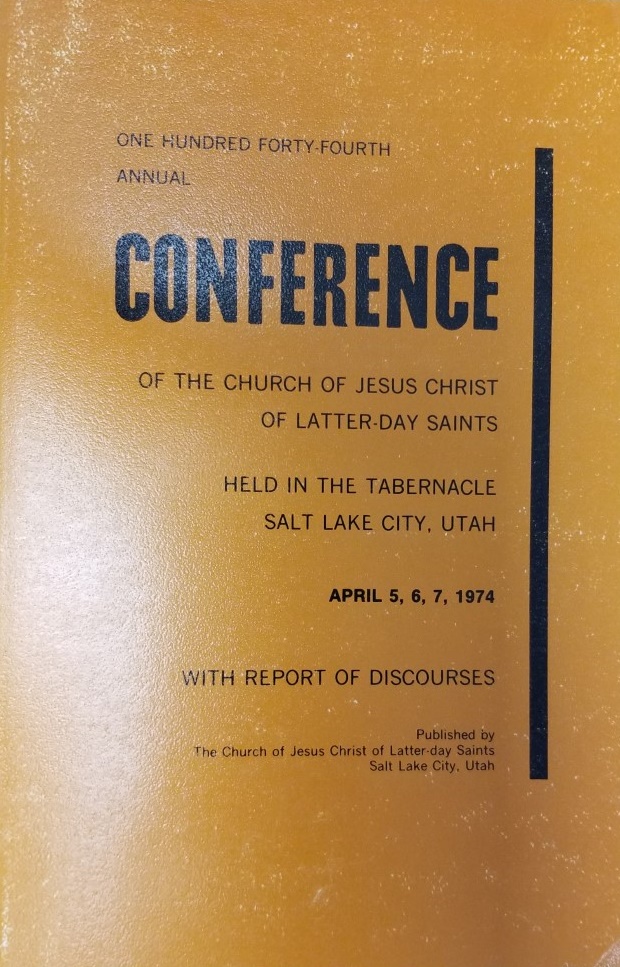 ONE HUNDRED FORTY-FOURTH
ANNUAL
CONFERENCE
OF THE CHURCH OF JESUS CHRIST
OF LATTER-DAY SAINTS
HELD IN THE TABERNACLE
SALT LAKE CITY, UTAH
APRIL 5, 6, 7, 1974
WITH REPORT OF DISCOURSES
Published by
The Church of Jesus Christ of Latter-day Saints
Salt Lake City, Utah